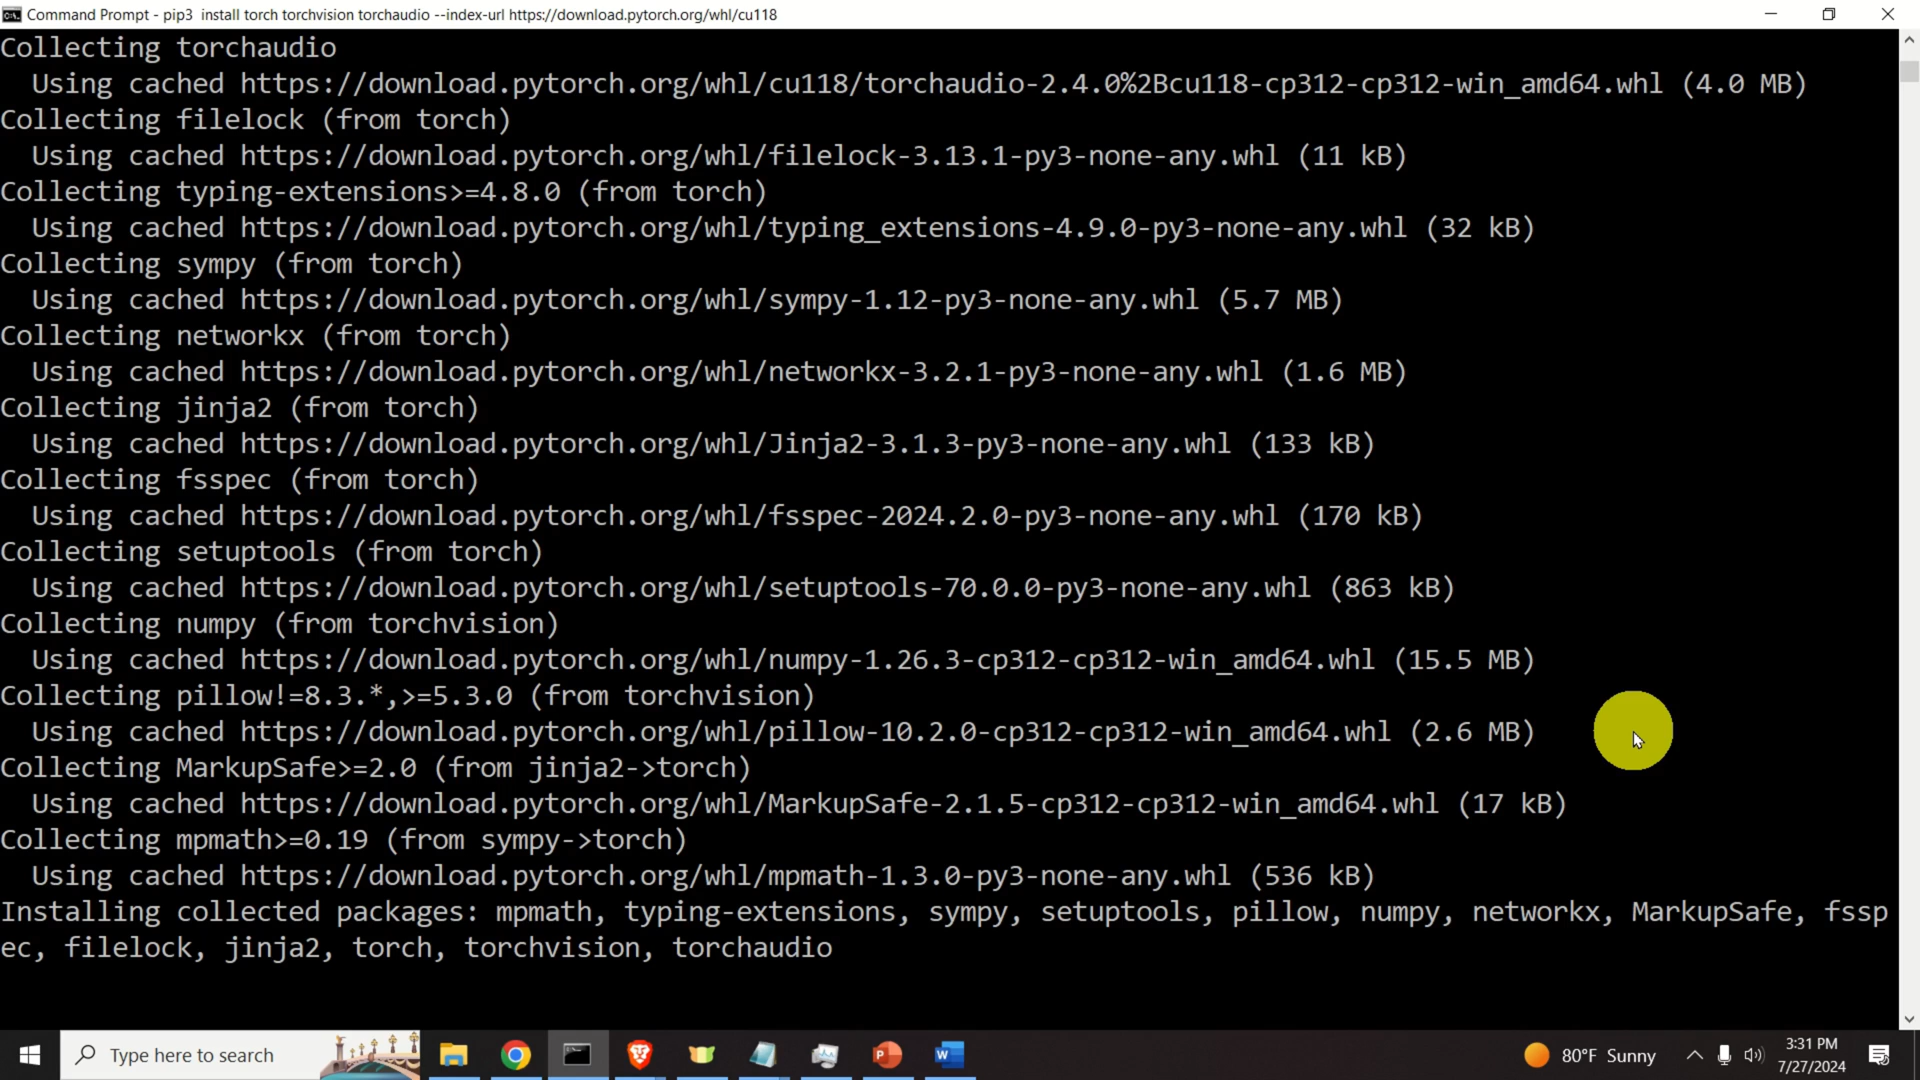 Command Prompt - pip3 install torch torchvision torchaudio --index-url https://download.pytorch.org/whl/cu118
Collecting torchaudio
Using cached https://download.pytorch.org/whl/cu118/torchaudio-2.4.0%2Bcu118-cp312-cp312-win_amd64.whl (4.0 MB)
Collecting filelock (from torch)
Using cached https://download.pytorch.org/whl/filelock-3.13.1-py3-none-any.whl (11 kB)
Collecting typing-extensions>=4.8.0 (from torch)
Using cached https://download.pytorch.org/whl/typing_extensions-4.9.0-py3-none-any.whl (32 kB)
Collecting sympy (from torch)
Using cached https://download.pytorch.org/whl/sympy-1.12-py3-none-any.whl (5.7 MB)
Collecting networkx (from torch)
Using cached https://download.pytorch.org/whl/networkx-3.2.1-py3-none-any.whl (1.6 MB)
Collecting jinja2 (from torch)
Using cached https://download.pytorch.org/whl/Jinja2-3.1.3-py3-none-any.whl (133 kB)
Collecting fsspec (from torch)
Using cached https://download.pytorch.org/whl/fsspec-2024.2.0-py3-none-any.whl (170 kB)
Collecting setuptools (from torch)
Using cached https://download.pytorch.org/whl/setuptools-70.0.0-py3-none-any.whl (863 kB)
Collecting numpy (from torchvision)
Using cached https://download.pytorch.org/whl/numpy-1.26.3-cp312-cp312-win_amd64.whl (15.5 MB)
Collecting pillow!=8.3.*,>=5.3.0 (from torchvision)
Using cached https://download.pytorch.org/whl/pillow-10.2.0-cp312-cp312-win_amd64.whl (2.6 MB)
Collecting MarkupSafe>=2.0 (from jinja2->torch)
Using cached https://download.pytorch.org/whl/MarkupSafe-2.1.5-cp312-cp312-win_amd64.whl (17 kB)
Collecting mpmath>=0.19 (from sympy->torch)
Using cached https://download.pytorch.org/whl/mpmath-1.3.0-py3-none-any.whl (536 kB)
Installing collected packages: mpmath, typing-extensions, sympy, setuptools, pillow, numpy, networkx, MarkupSafe, fssp
ec, filelock, jinja2, torch, torchvision, torchaudio
Type here to search
80°F Sunny
3:31 PM
7/27/2024